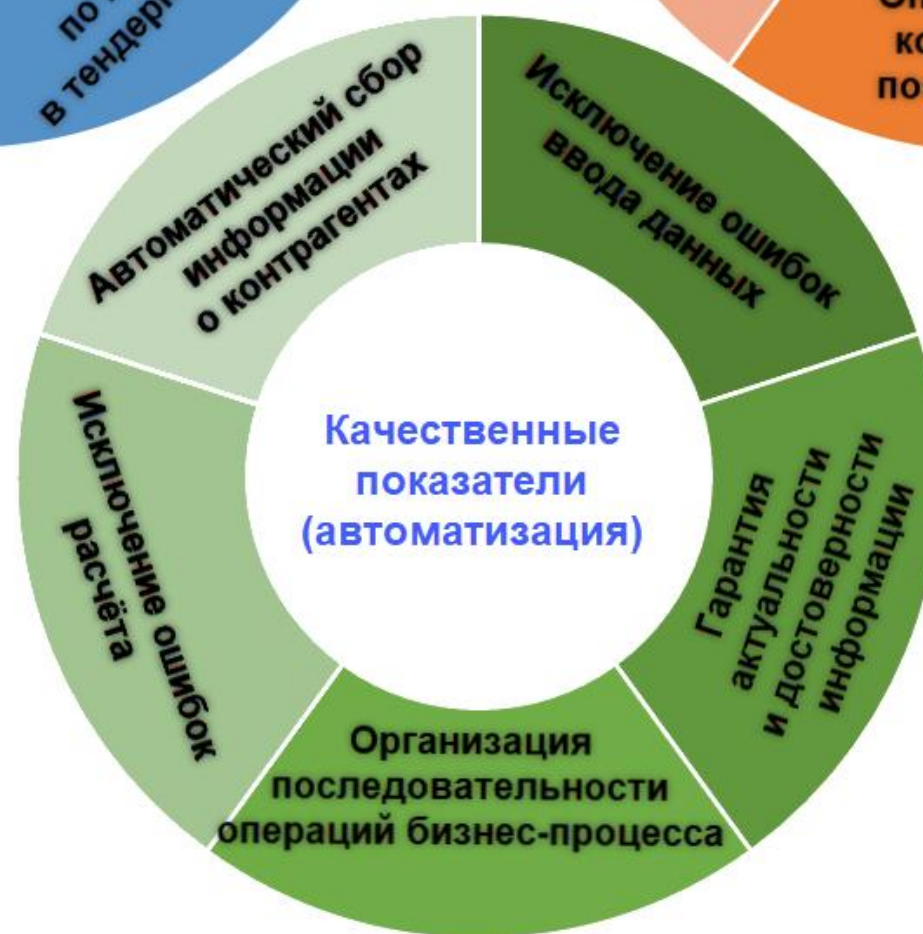 по
в тендер
Автоматический сбор
информации
о контрагентах
Исключение ошибок
ввода данных
Гарантия
актуальности
и достоверности
информации
Организация
последовательности
операций бизнес-процесса
Исключение ошибок
расчёта
Качественные
показатели
(автоматизация)